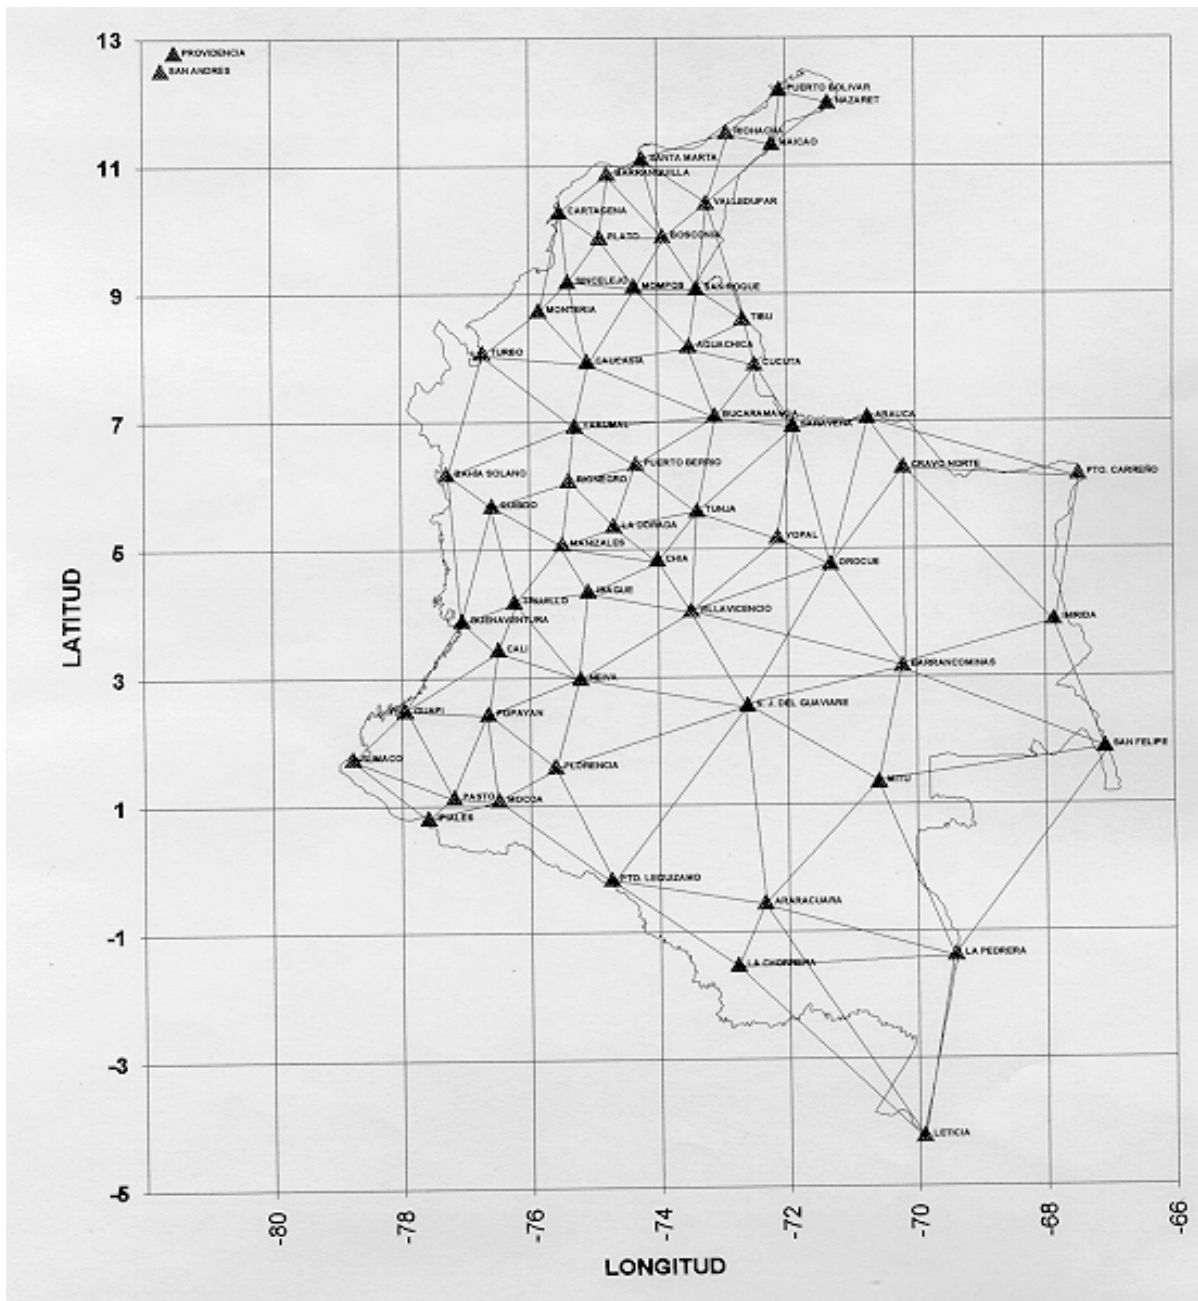 13
PROVIDENCIA
SAN ANDRES
PUERTO BOLIVAR
NAZARET
RIOHACHA
MAICAO
SANTA MARTA
11
BARRANQUILLA
VALLEDUPAR
CARTAGENA
PLATO
BOSCONIA
SINCELEJO
MOMPOS
SAN ROQUE
9
MONTERIA
TIBU
AGUACHICA
TURBO
CAUCASIA
CUCUTA
BUCARAMANGA
ARAUCA
7
YARUMAL
SARAVENA
PUERTO BERRIO
CRAVO NORTE
PTO. CARREÑO
BAHIA SOLANO
RIONEGRO
QUIBDO
TUNJA
LA DORADA
YOPAL
MANIZALES
5
CHIA
OROCUE
IBAGUE
TRUJILLO
VILLAVICENCIO
BUENAVENTURA
INIRIDA
CALI
BARRANCOMINAS
3
NEIVA
S. J. DEL GUAVIARE
GUAPI
POPAYAN
SAN FELIPE
TUMACO
FLORENCIA
MITU
PASTO
MOCOA
1
IPIALES
PTO. LEGUIZAMO
ARARACUARA
-1
LA PEDRERA
LA CHORRERA
-3
LETICIA
-5
LATITUD
-80
-78
-76
-74
-72
-70
-68
-66
LONGITUD